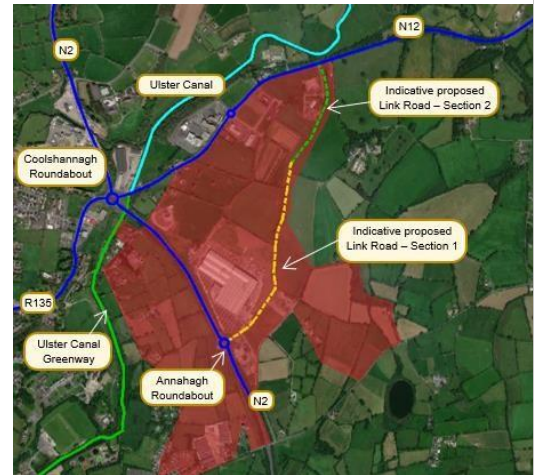 N2
N12
Ulster Canal
Indicative proposed
Link Road – Section 2
Coolshannagh
Roundabout
Indicative proposed
Link Road – Section 1
R135
Ulster Canal
Greenway
Annahagh
Roundabout
N2